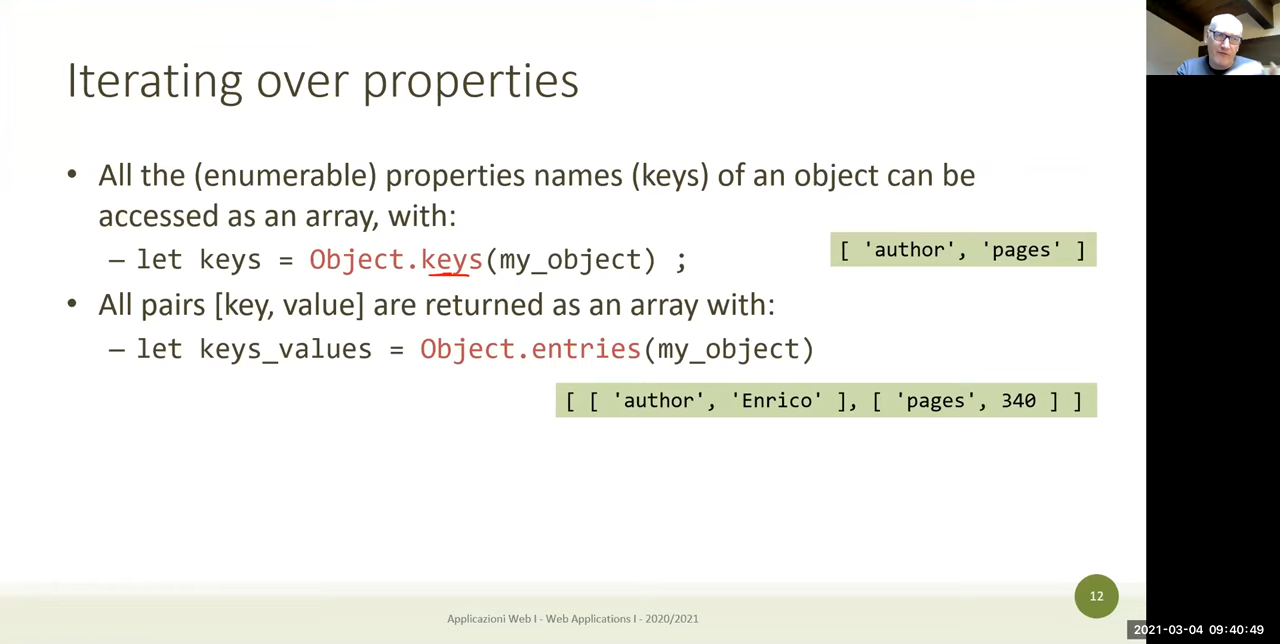 Iterating over properties
• All the (enumerable) properties names (keys) of an object can be
accessed as an array, with:
– let keys = Object.keys(my_object) ;
[ 'author', 'pages' ]
• All pairs [key, value] are returned as an array with:
– let keys_values = Object.entries(my_object)
[ [ 'author', 'Enrico' ], [ 'pages', 340 ] ]
Applicazioni Web I - Web Applications I - 2020/2021
12
2021-03-04 09:40:49